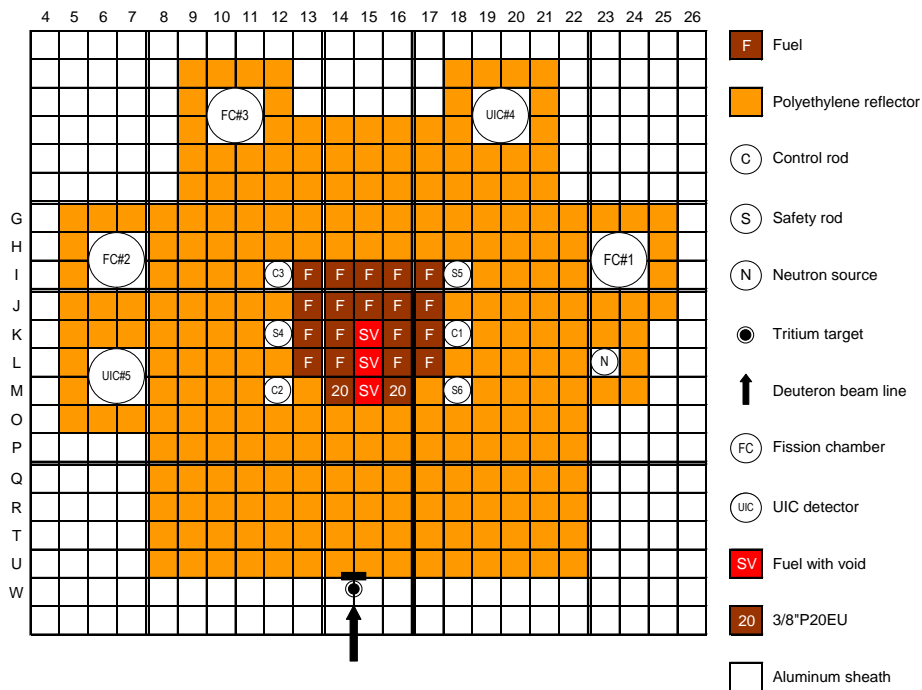 4 5 6 7 8 9 10 11 12 13 14 15 16 17 18 19 20 21 22 23 24 25 26
F Fuel
Polyethylene reflector
FC#3 UIC#4
C Control rod
G S Safety rod
H
FC#2 FC#1
I C3 F F F F F S5 N Neutron source
J F F F F F
K S4 F F SV F F C1 Tritium target
L F F SV F F N
UIC#5
M C2 20 SV 20 S6 Deuteron beam line
O
P FC Fission chamber
Q
R UIC UIC detector
T
U SV Fuel with void
W
20 3/8"P20EU
Aluminum sheath